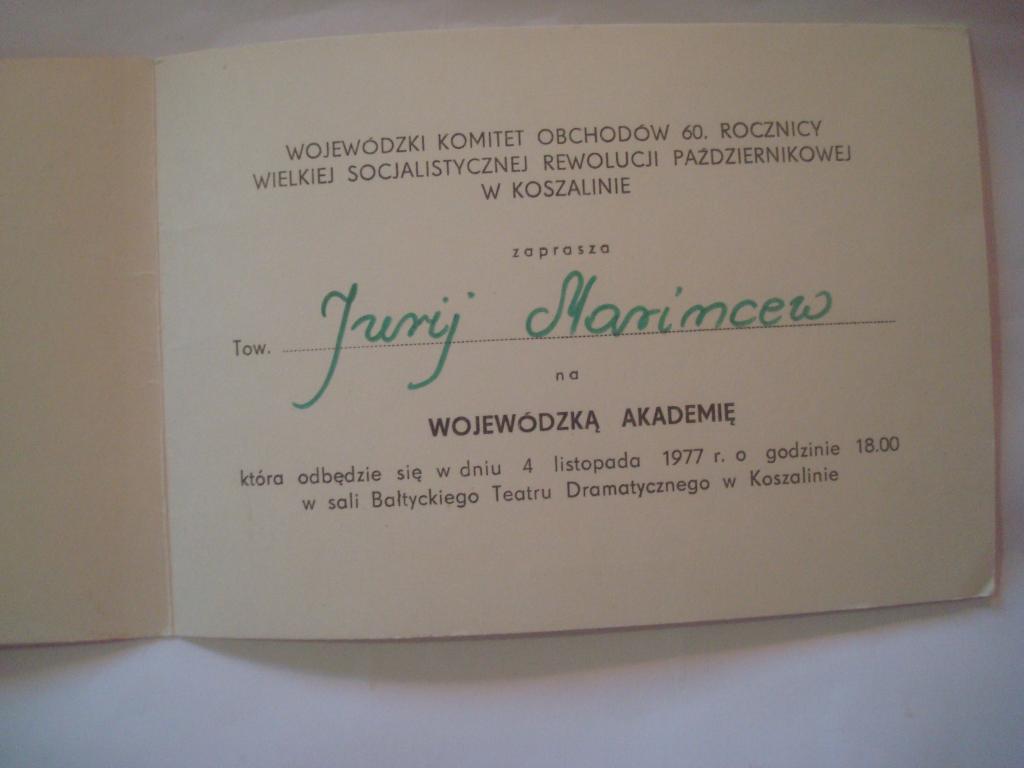 WOJEWÓDZKI KOMITET OBCHODÓW 60. ROCZNICY
WIELKIEJ SOCJALISTYCZNEJ REWOLUCJI PAŹDZIERNIKOWEJ
W KOSZALINIE
zaprasza
Tow. Jurij Marincew
na
WOJEWÓDZKĄ AKADEMIĘ
która odbędzie się w dniu 4 listopada 1977 r. o godzinie 18.00
w sali Bałtyckiego Teatru Dramatycznego w Koszalinie